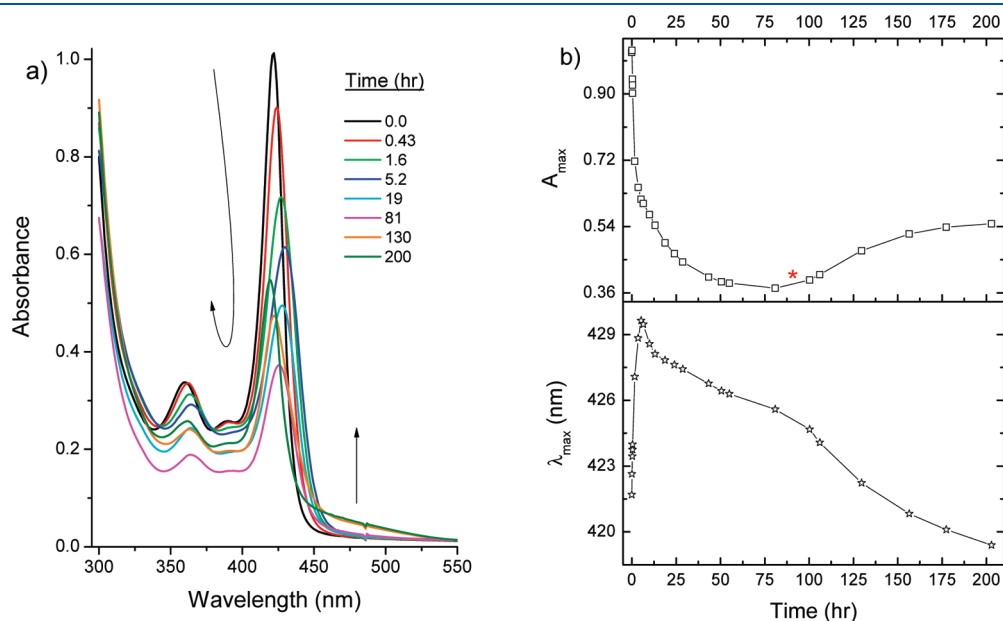 a)
Time (hr)
0.0
0.43
1.6
5.2
19
81
130
200
1.0
0.8
0.6
0.4
0.2
0.0
Absorbance
300 350 400 450 500 550
Wavelength (nm)
b)
0 25 50 75 100 125 150 175 200
0.90
0.72
0.54
0.36
Amax
*
429
426
423
420
λmax (nm)
0 25 50 75 100 125 150 175 200
Time (hr)